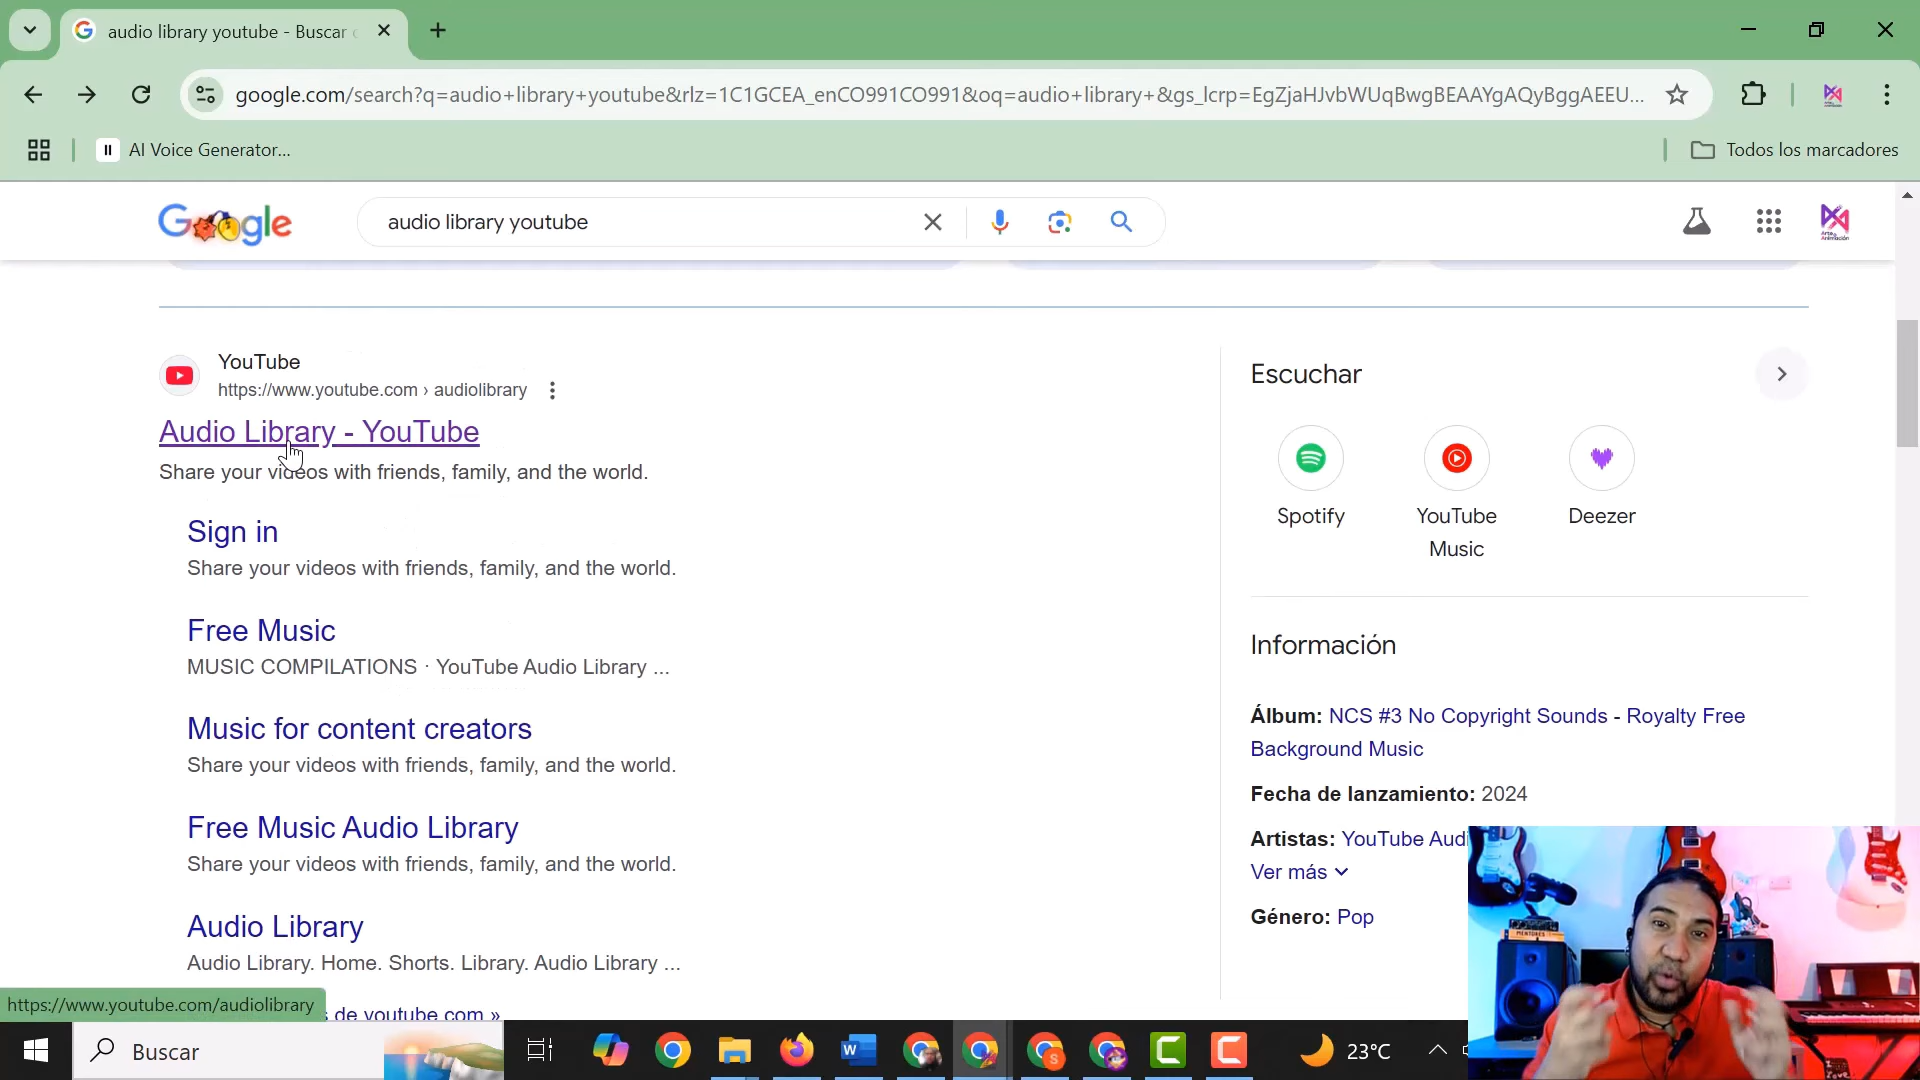 audio library youtube - Buscar
google.com/search?q=audio+library+youtube&rlz=1C1GCEA_enCO991CO991&oq=audio+library+&gs_lcrp=EgZjaHJvbWUqBwgBEAAYgAQyBggAEEU...
AI Voice Generator...
Todos los marcadores
Google
audio library youtube
YouTube
https://www.youtube.com › audiolibrary
Audio Library - YouTube
Share your videos with friends, family, and the world.
Sign in
Share your videos with friends, family, and the world.
Free Music
MUSIC COMPILATIONS · YouTube Audio Library ...
Music for content creators
Share your videos with friends, family, and the world.
Free Music Audio Library
Share your videos with friends, family, and the world.
Audio Library
Audio Library. Home. Shorts. Library. Audio Library ...
de youtube.com »
https://www.youtube.com/audiolibrary
Escuchar
Spotify
YouTube
Music
Deezer
Información
Álbum: NCS #3 No Copyright Sounds - Royalty Free
Background Music
Fecha de lanzamiento: 2024
Artistas: YouTube Audi
Ver más
Género: Pop
Buscar
23°C